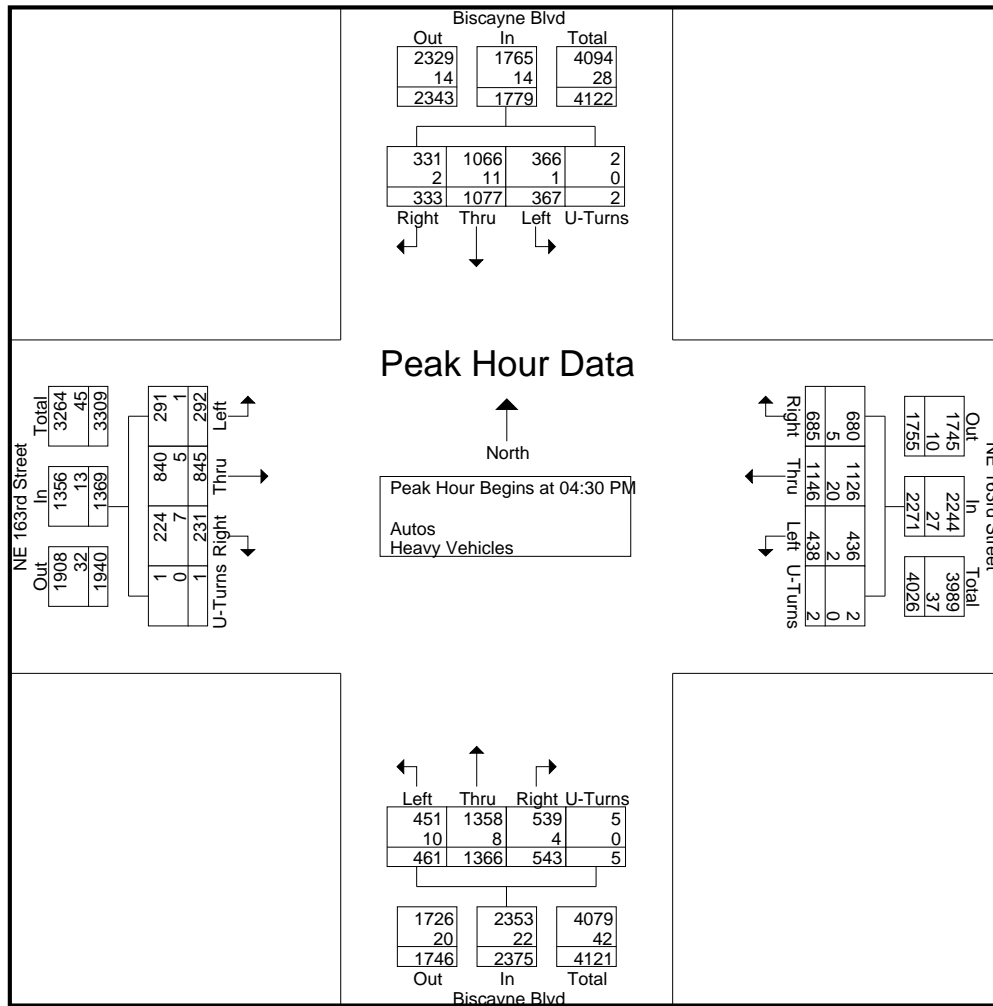 Biscayne Blvd
Out In Total
2329 1765 4094
14 14 28
2343 1779 4122
331 1066 366 2
2 11 1 0
333 1077 367 2
Right Thru Left U-Turns
Peak Hour Data
North
Peak Hour Begins at 04:30 PM
Autos
Heavy Vehicles
NE 163rd Street
Total In Out
3264 1356 1908
45 13 32
3309 1369 1940
291 840 224 1
1 5 7 0
292 845 231 1
Left Thru Right U-Turns
NE 163rd Street
Out In Total
1745 2244 3989
10 27 37
1755 2271 4026
680 1126 436 2
5 20 2 0
685 1146 438 2
Right Thru Left U-Turns
Left Thru Right U-Turns
451 1358 539 5
10 8 4 0
461 1366 543 5
1726 2353 4079
20 22 42
1746 2375 4121
Out In Total
Biscayne Blvd